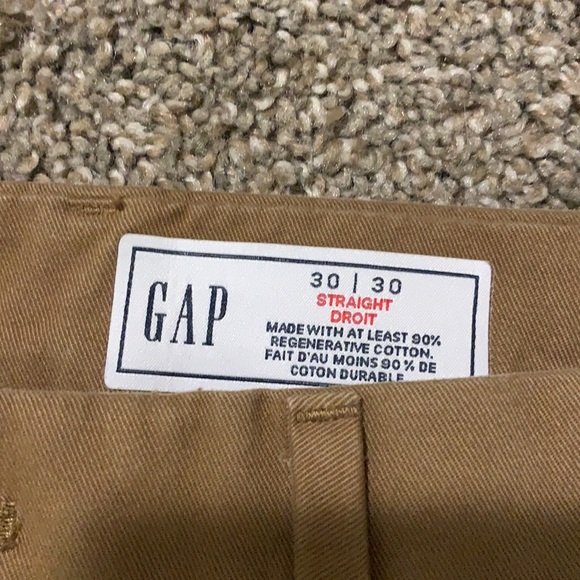 GAP
30 | 30
STRAIGHT
DROIT
MADE WITH AT LEAST 90%
REGENERATIVE COTTON.
FAIT D'AU MOINS 90 % DE
COTON DURABLE